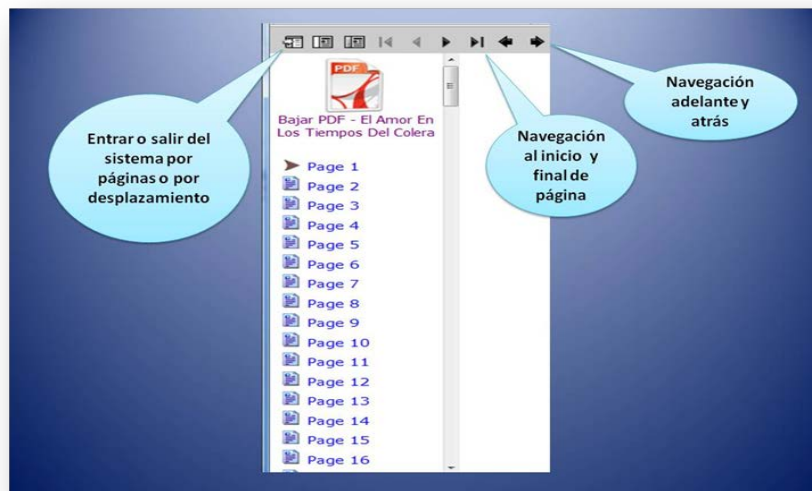 PDF
Bajar PDF - El Amor En
Los Tiempos Del Colera
Page 1
Page 2
Page 3
Page 4
Page 5
Page 6
Page 7
Page 8
Page 9
Page 10
Page 11
Page 12
Page 13
Page 14
Page 15
Page 16
Entrar o salir del
sistema por
páginas o por
desplazamiento
Navegación
al inicio y
final de
página
Navegación
adelante y
atrás